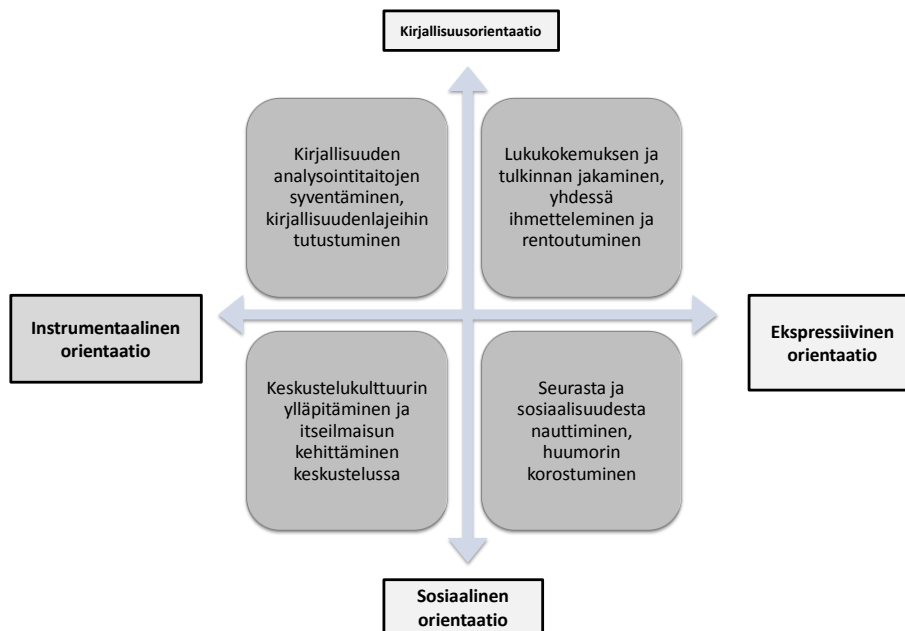 Kirjallisuusorientaatio
Kirjallisuuden
analysointitaitojen
syventäminen,
kirjallisuudenlajeihin
tutustuminen
Lukukokemuksen ja
tulkinnan jakaminen,
yhdessä
ihmetteleminen ja
rentoutuminen
Instrumentaalinen
orientaatio
Ekspressiivinen
orientaatio
Keskustelukulttuurin
ylläpitäminen ja
itseilmaisun
kehittäminen
keskustelussa
Seurasta ja
sosiaalisuudesta
nauttiminen,
huumorin
korostuminen
Sosiaalinen
orientaatio